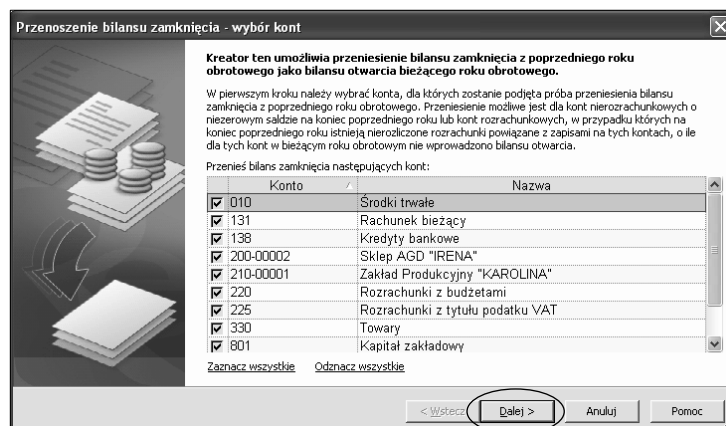 Przenoszenie bilansu zamknięcia - wybór kont
Kreator ten umożliwia przeniesienie bilansu zamknięcia z poprzedniego roku
obrotowego jako bilansu otwarcia bieżącego roku obrotowego.
W pierwszym kroku należy wybrać konta, dla których zostanie podjęta próba przeniesienia bilansu
zamknięcia z poprzedniego roku obrotowego. Przeniesienie możliwe jest dla kont nierozrachunkowych o
niezerowym saldzie na koniec poprzedniego roku lub kont rozrachunkowych, w przypadku których na
koniec poprzedniego roku istnieją nierozliczone rozrachunki powiązane z zapisami na tych kontach, o ile
dla tych kont w bieżącym roku obrotowym nie wprowadzono bilansu otwarcia.
Przenieś bilans zamknięcia następujących kont:
Konto Nazwa
010 Środki trwałe
131 Rachunek bieżący
138 Kredyty bankowe
200-00002 Sklep AGD "IRENA"
210-00001 Zakład Produkcyjny "KAROLINA"
220 Rozrachunki z budżetami
225 Rozrachunki z tytułu podatku VAT
330 Towary
801 Kapitał zakładowy
Zaznacz wszystkie Odznacz wszystkie
< Wstecz Dalej > Anuluj Pomoc